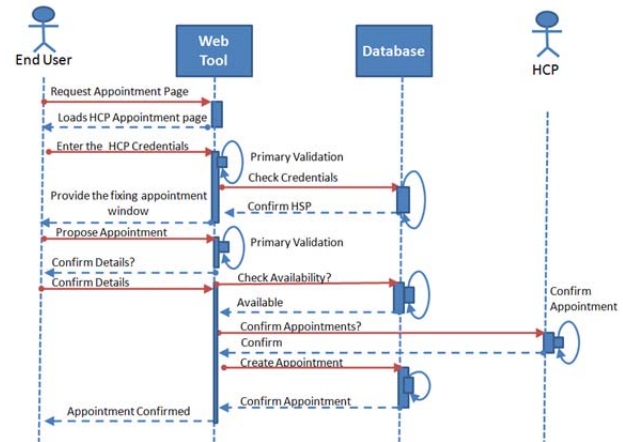 End User
Web
Tool
Database
HCP
Request Appointment Page
Loads HCP Appointment page
Enter the HCP Credentials
Primary Validation
Check Credentials
Provide the fixing appointment
window
Confirm HSP
Propose Appointment
Primary Validation
Confirm Details?
Confirm Details
Check Availability?
Available
Confirm
Appointment
Confirm Appointments?
Confirm
Create Appointment
Confirm Appointment
Appointment Confirmed